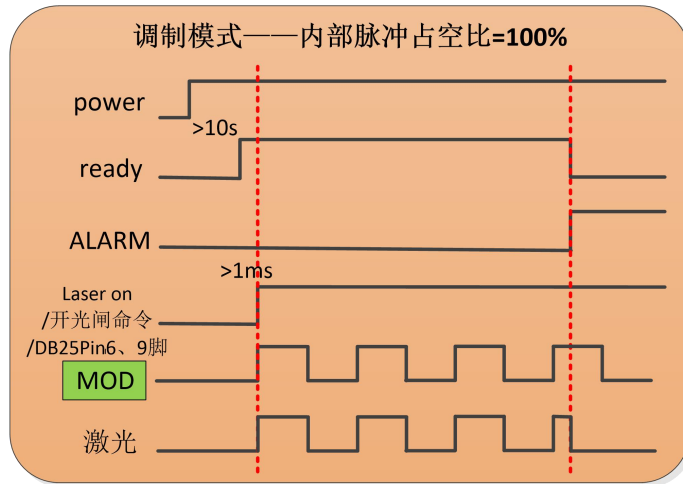 调制模式——内部脉冲占空比=100%
power
>10s
ready
ALARM
>1ms
Laser on
/开光闸命令
/DB25Pin6、9脚
MOD
激光